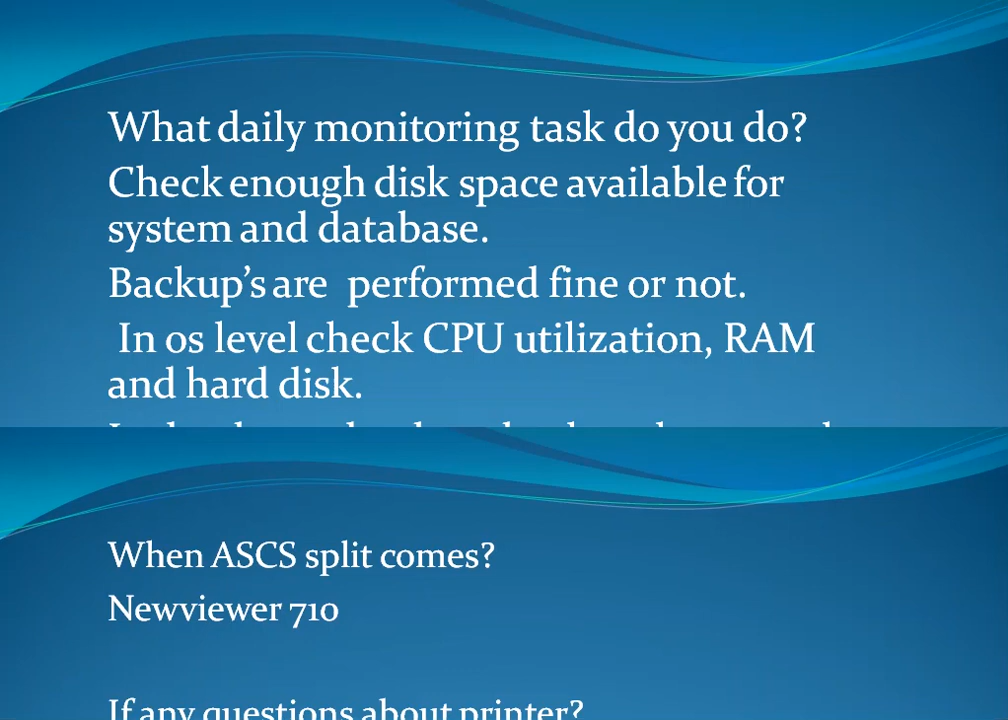 What daily monitoring task do you do?
Check enough disk space available for
system and database.
Backup's are performed fine or not.
In os level check CPU utilization, RAM
and hard disk.
When ASCS split comes?
Newviewer 710
If any questions about printer?